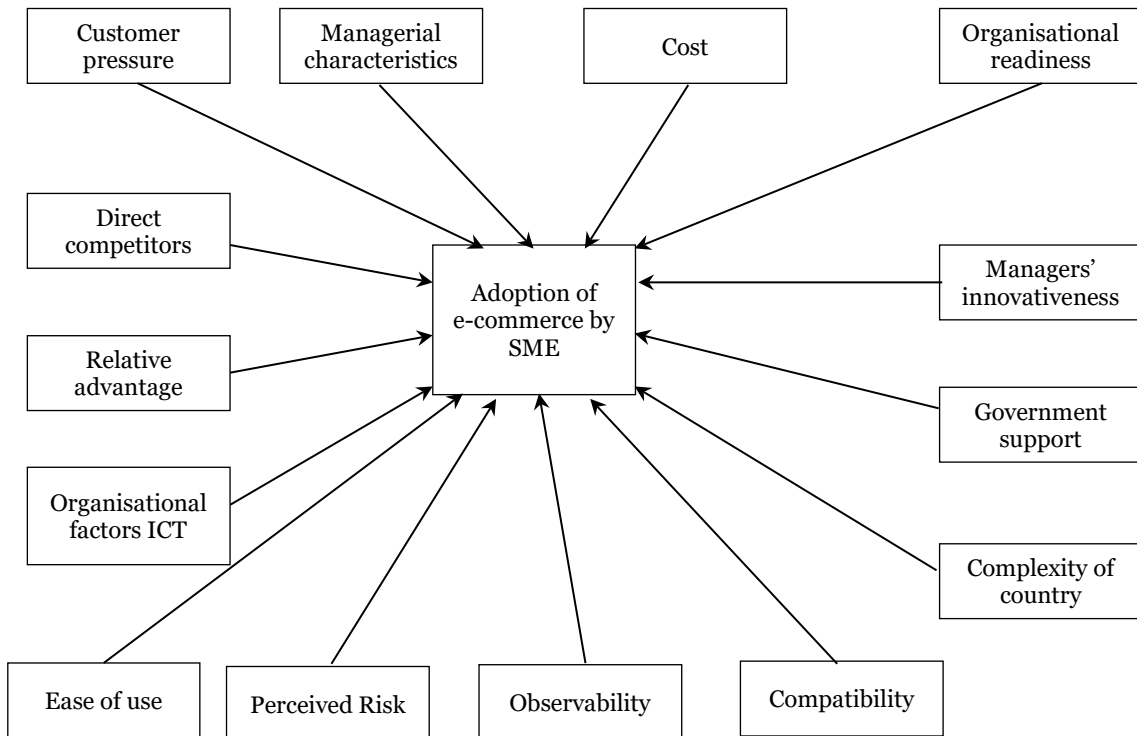 Customer
pressure
Managerial
characteristics
Cost
Organisational
readiness
Direct
competitors
Managers’
innovativeness
Adoption of
e-commerce by
SME
Relative
advantage
Government
support
Organisational
factors ICT
Complexity of
country
Ease of use
Perceived Risk
Observability
Compatibility